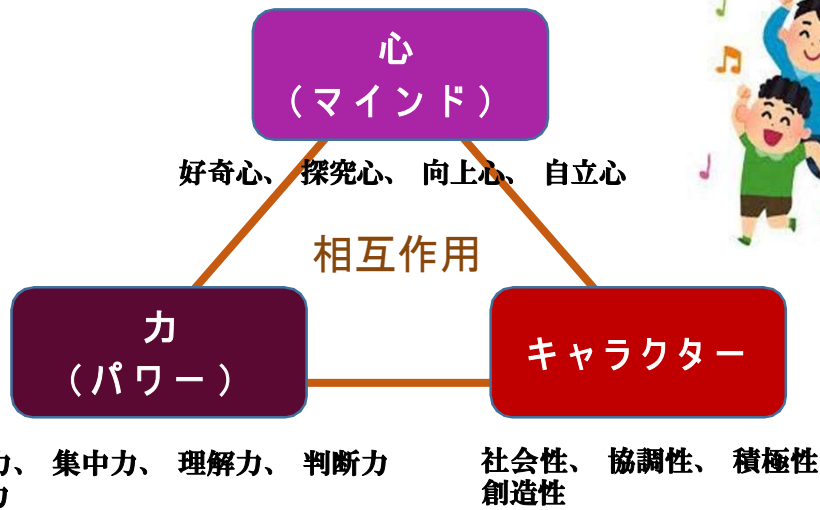 心
（マインド）
好奇心、 探究心、 向上心、 自立心
相互作用
力
（パワー）
キャラクター
力、 集中力、 理解力、 判断力
力
社会性、 協調性、 積極性
創造性